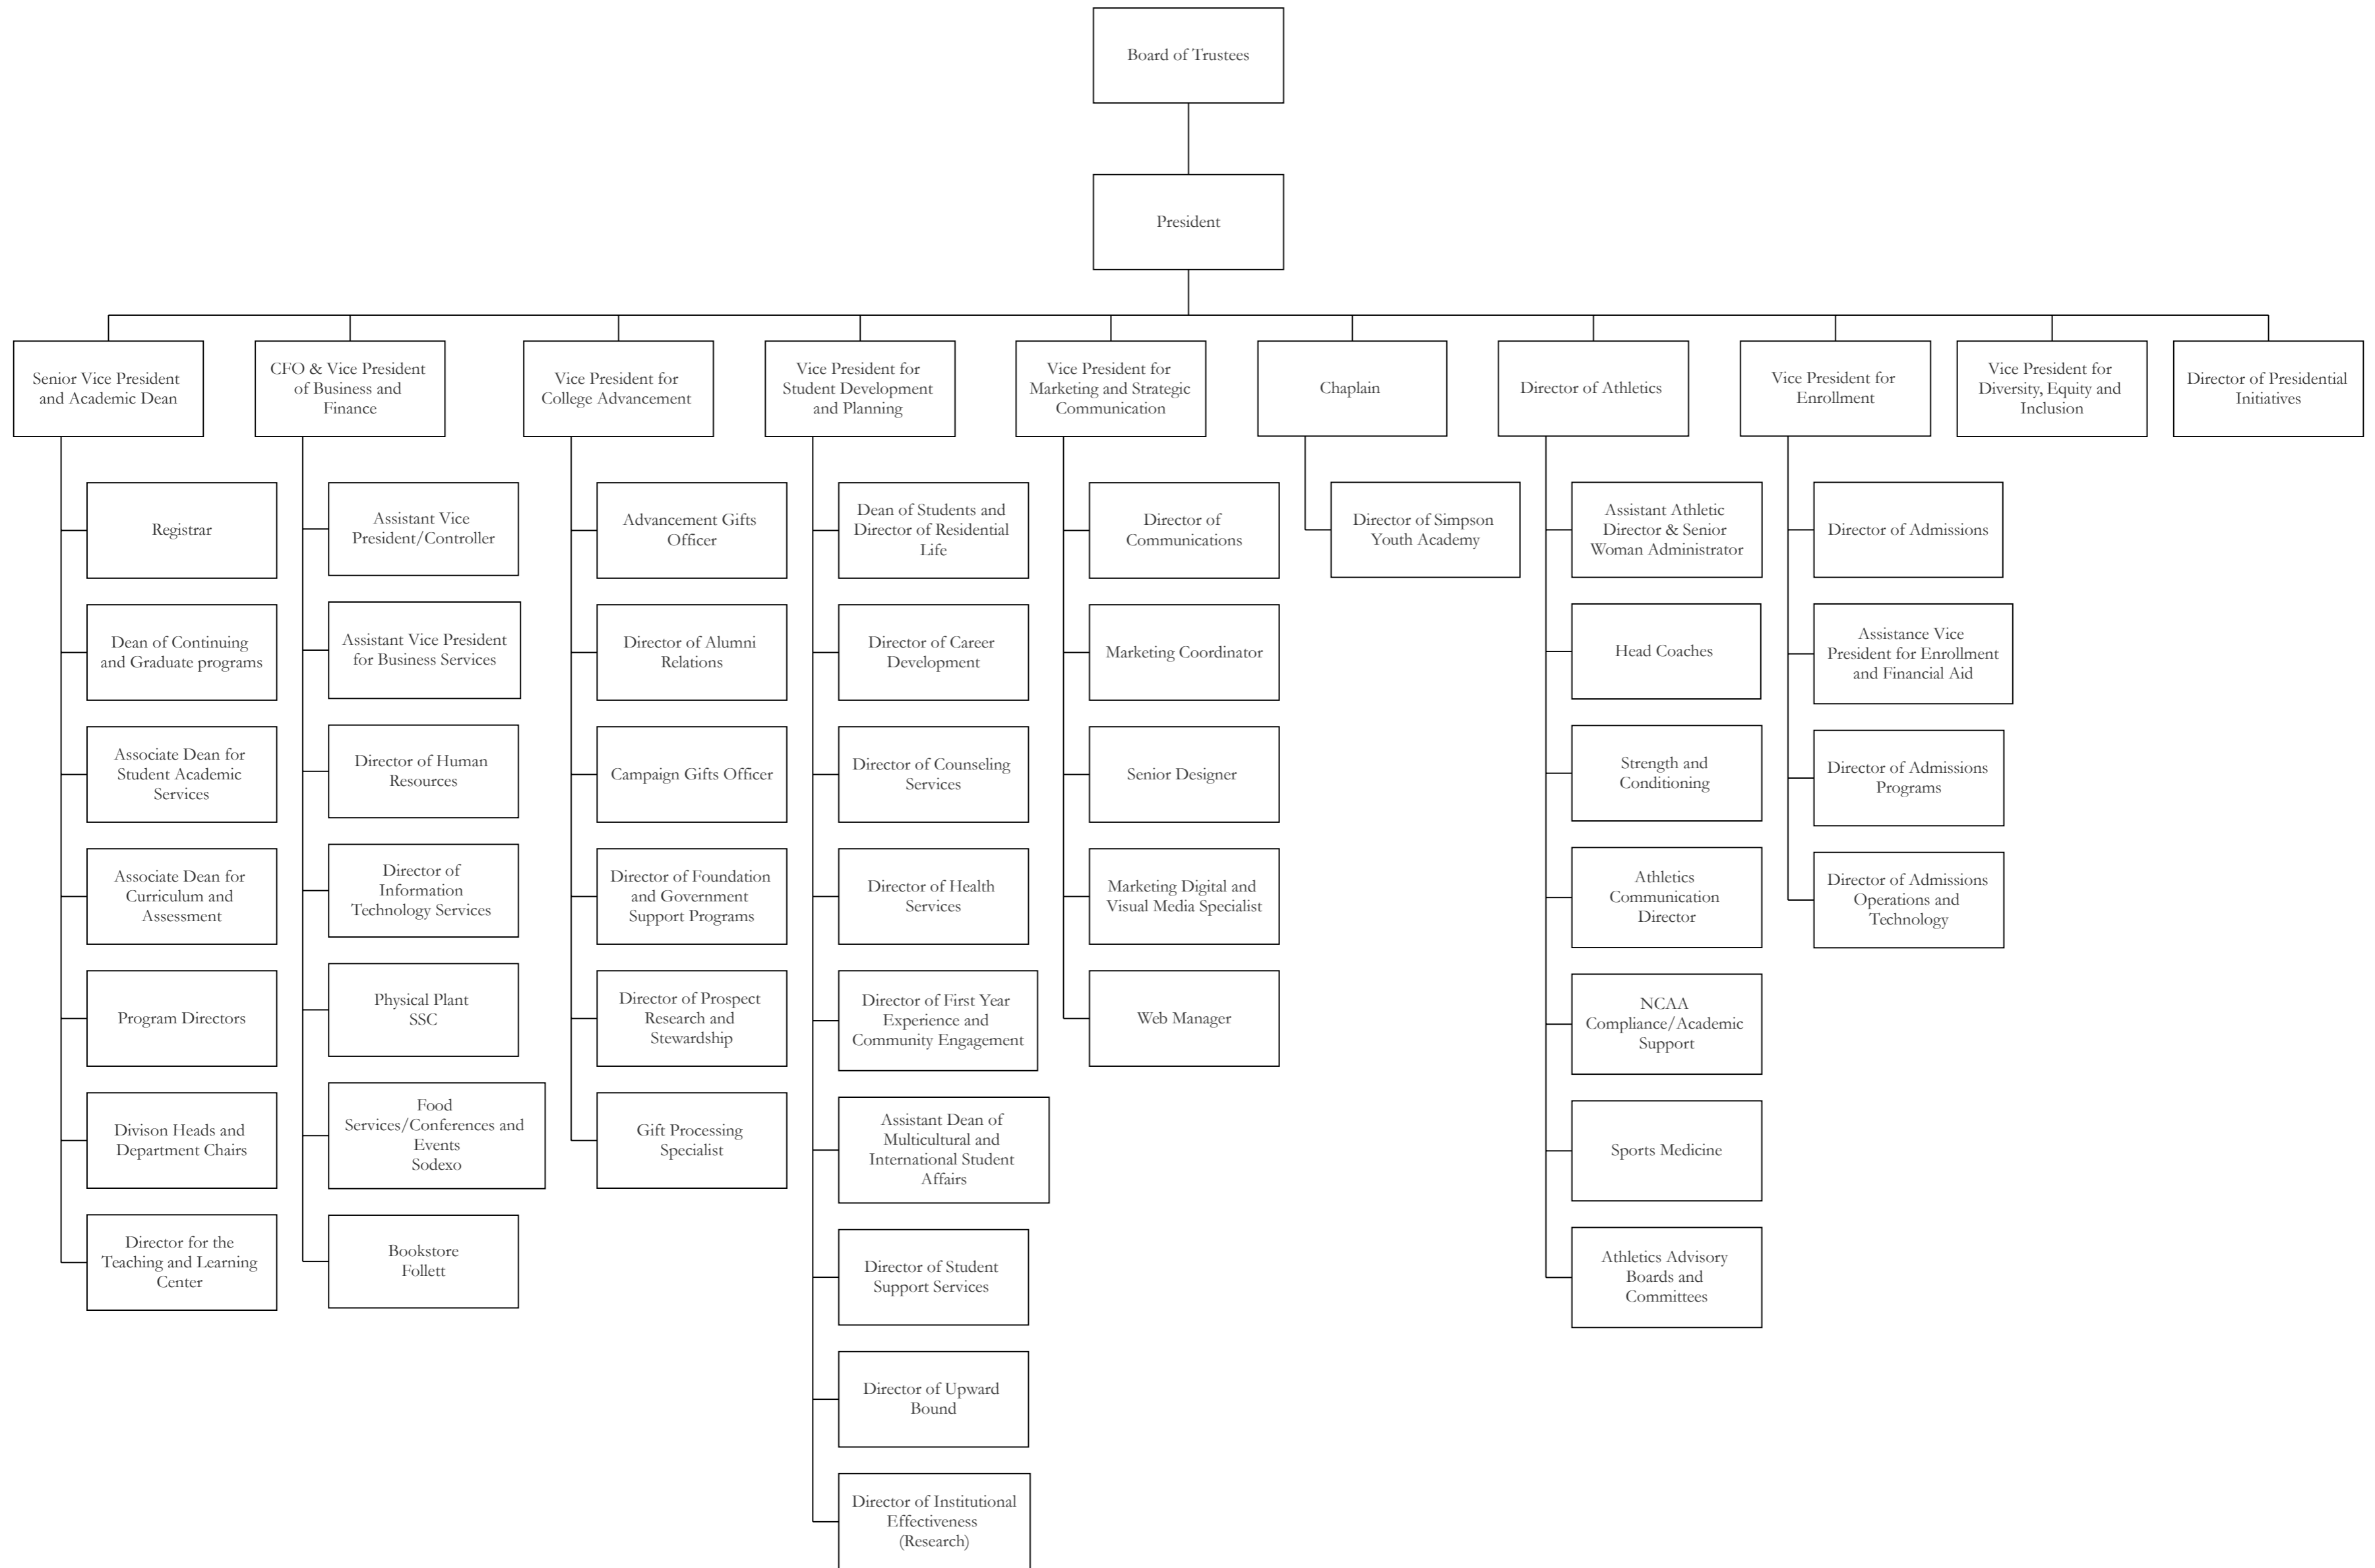 Board of Trustees
President
Senior Vice President
and Academic Dean
CFO & Vice President
of Business and
Finance
Vice President for
College Advancement
Vice President for
Student Development
and Planning
Vice President for
Marketing and Strategic
Communication
Chaplain
Director of Athletics
Vice President for
Enrollment
Vice President for
Diversity, Equity and
Inclusion
Director of Presidential
Initiatives
Registrar
Dean of Continuing
and Graduate programs
Associate Dean for
Student Academic
Services
Associate Dean for
Curriculum and
Assessment
Program Directors
Divison Heads and
Department Chairs
Director for the
Teaching and Learning
Center
Assistant Vice
President/Controller
Assistant Vice President
for Business Services
Director of Human
Resources
Director of
Information
Technology Services
Physical Plant
SSC
Food
Services/Conferences and
Events
Sodexo
Bookstore
Follett
Advancement Gifts
Officer
Director of Alumni
Relations
Campaign Gifts Officer
Director of Foundation
and Government
Support Programs
Director of Prospect
Research and
Stewardship
Gift Processing
Specialist
Dean of Students and
Director of Residential
Life
Director of Career
Development
Director of Counseling
Services
Director of Health
Services
Director of First Year
Experience and
Community Engagement
Assistant Dean of
Multicultural and
International Student
Affairs
Director of Student
Support Services
Director of Upward
Bound
Director of Institutional
Effectiveness
(Research)
Director of
Communications
Marketing Coordinator
Senior Designer
Marketing Digital and
Visual Media Specialist
Web Manager
Director of Simpson
Youth Academy
Assistant Athletic
Director & Senior
Woman Administrator
Head Coaches
Strength and
Conditioning
Athletics
Communication
Director
NCAA
Compliance/Academic
Support
Sports Medicine
Athletics Advisory
Boards and
Committees
Director of Admissions
Assistance Vice
President for Enrollment
and Financial Aid
Director of Admissions
Programs
Director of Admissions
Operations and
Technology